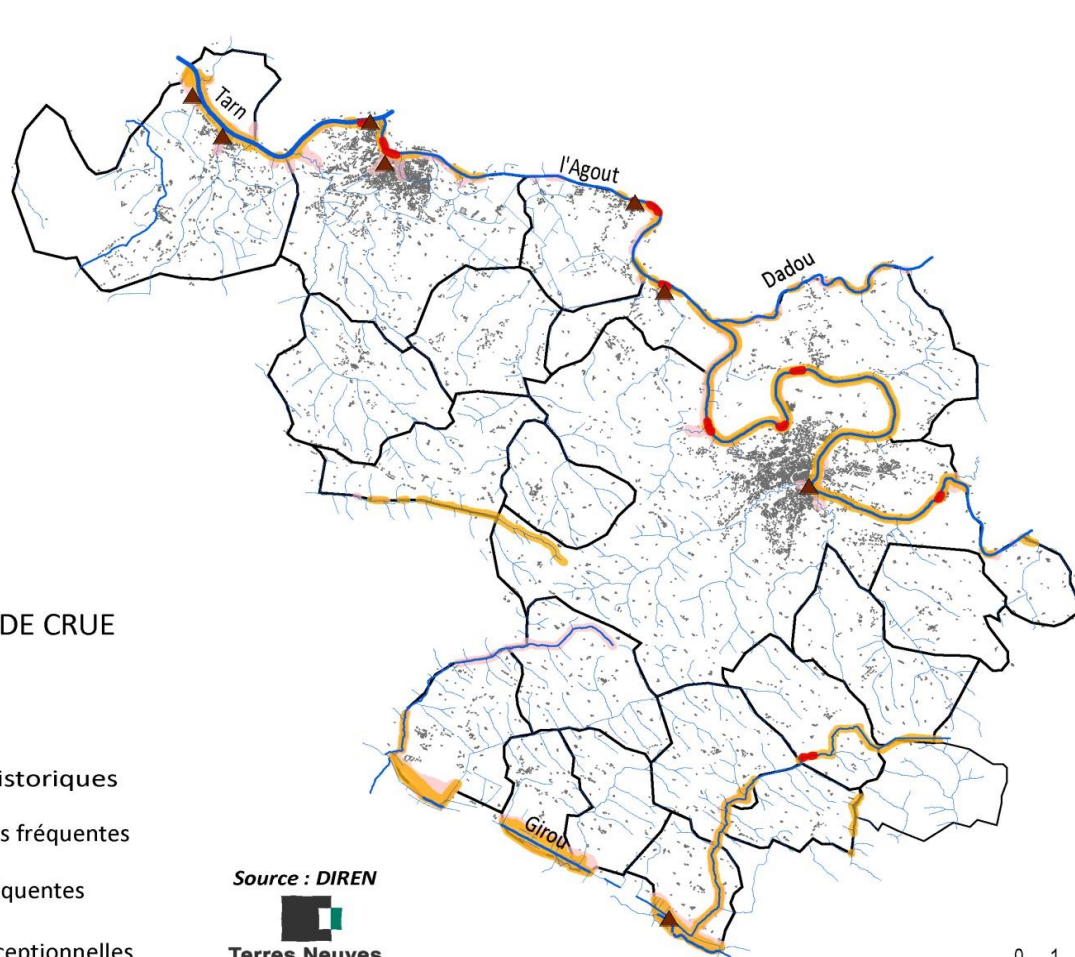 Tarn
l'Agout
Dadou
DE CRUE
istoriques
s fréquentes
quentes
ceptionnelles
Girou
Source : DIREN
Terres Neuves
0 1